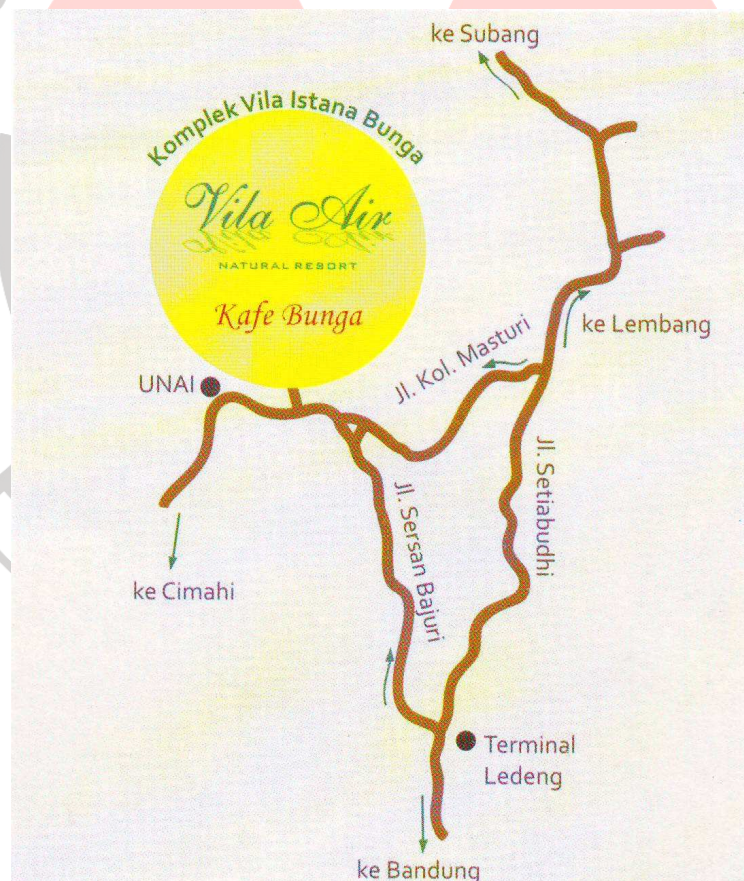 ke Subang
Komplek Vila Istana Bunga
Vila Air
NATURAL RESORT
Kafe Bunga
ke Lembang
Jl. Kol. Masturi
UNAI
Jl. Setiabudhi
Jl. Sersan Bajuri
ke Cimahi
Terminal
Ledeng
ke Bandung